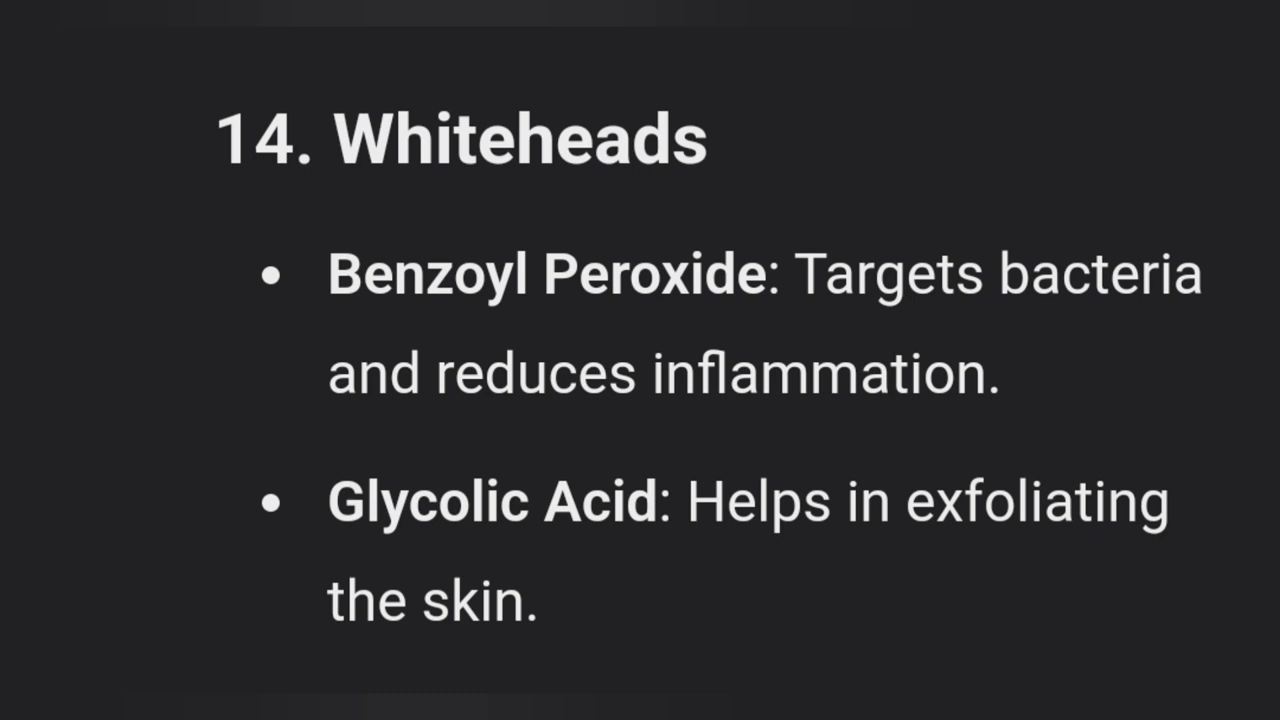 14. Whiteheads
• Benzoyl Peroxide: Targets bacteria
and reduces inflammation.
• Glycolic Acid: Helps in exfoliating
the skin.